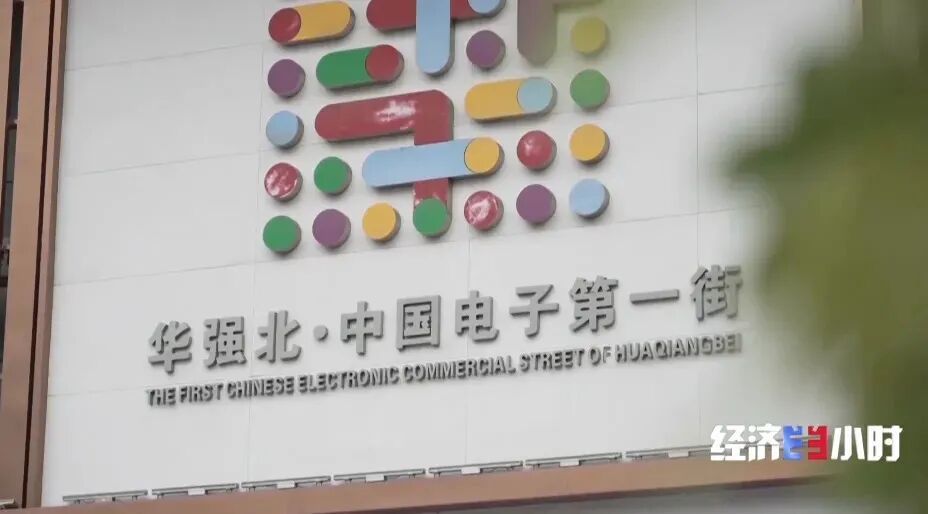 华强北·中国电子第一街
THE FIRST CHINESE ELECTRONIC COMMERCIAL STREET OF HUAQIANGBEI
经济半小时